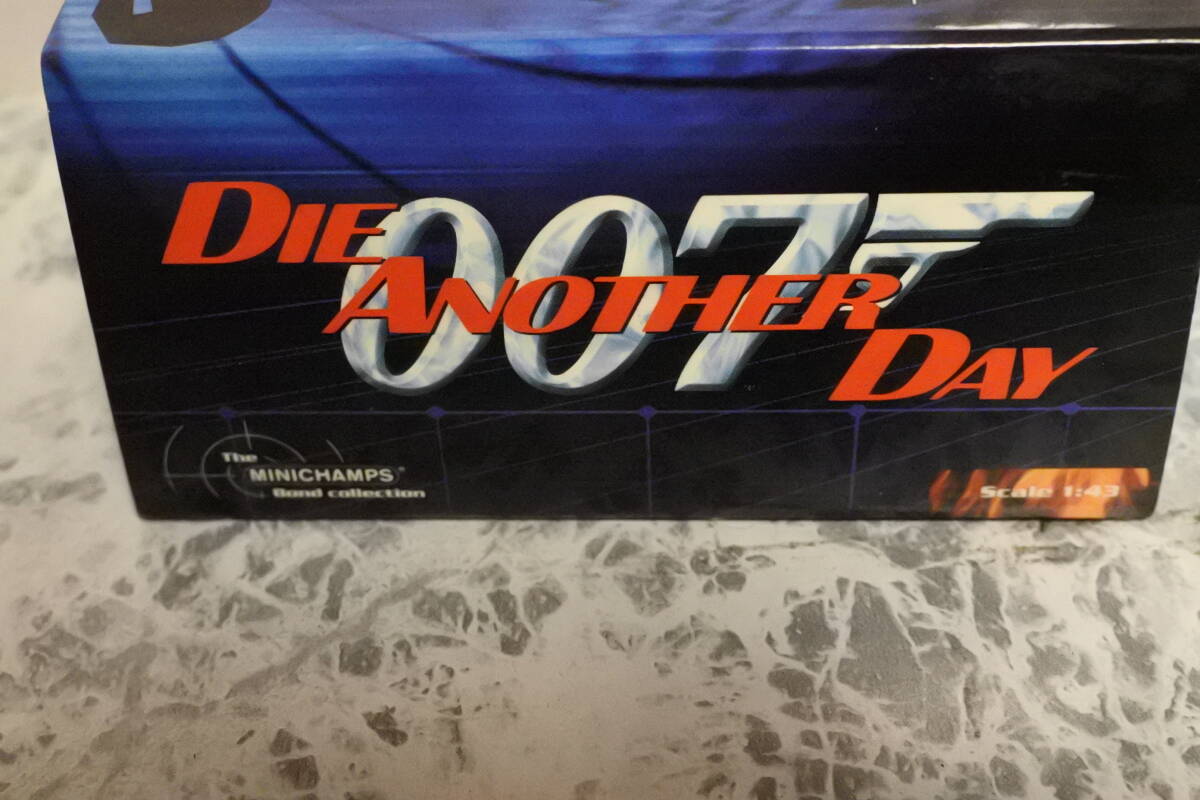 DIE
007
ANOTHER
DAY
The
MINICHAMPS®
Bond collection
Scale 1:43